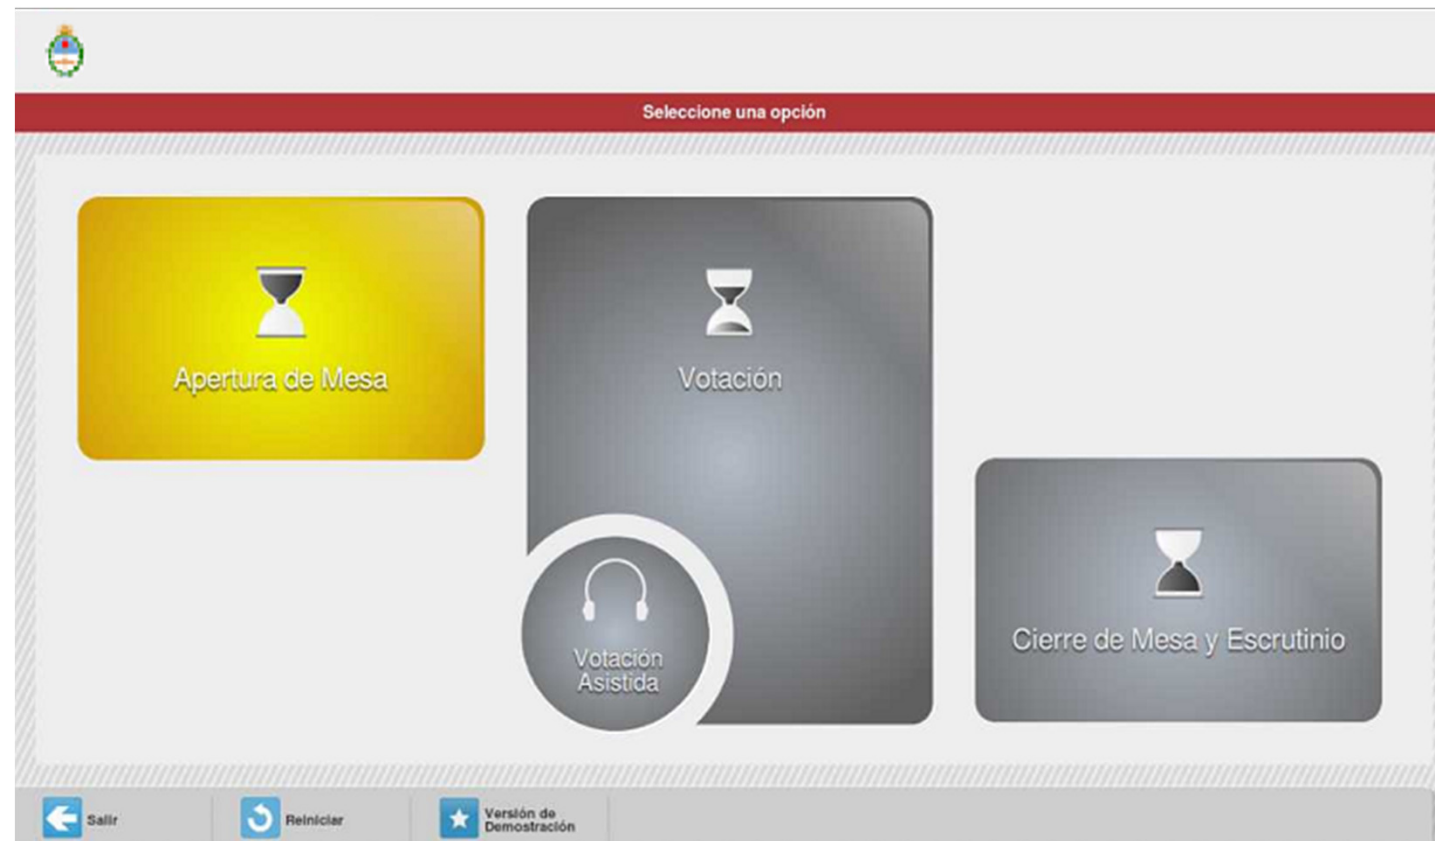 Seleccione una opción
Apertura de Mesa
Votación
Votación
Asistida
Cierre de Mesa y Escrutinio
Salir
Reiniciar
Versión de
Demostración